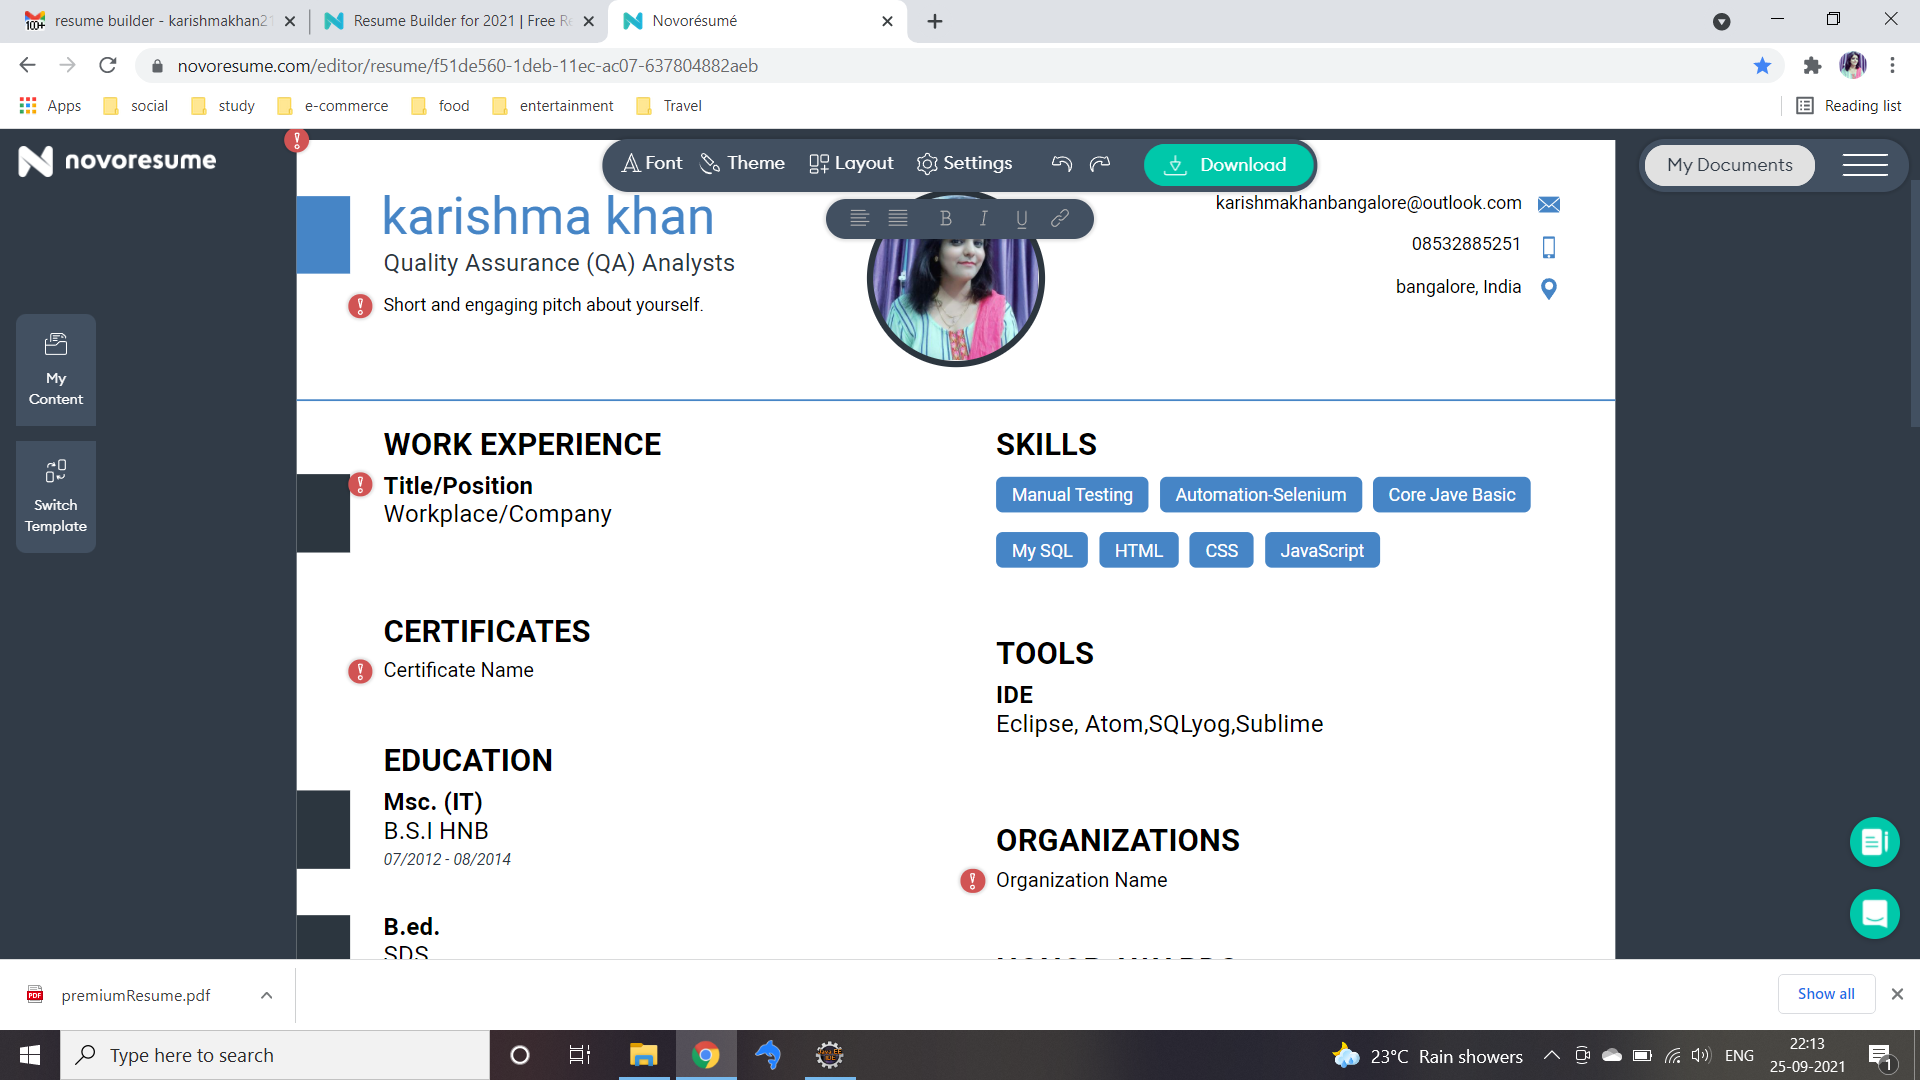 resume builder - karishmakhan21
Resume Builder for 2021 | Free Re
Novorésumé
novoresume.com/editor/resume/f51de560-1deb-11ec-ac07-637804882aeb
Apps
social
study
e-commerce
food
entertainment
Travel
Reading list
novoresume
Font
Theme
Layout
Settings
Download
My Documents
B I U
karishma khan
Quality Assurance (QA) Analysts
Short and engaging pitch about yourself.
karishmakhanbangalore@outlook.com
08532885251
bangalore, India
My
Content
Switch
Template
WORK EXPERIENCE
Title/Position
Workplace/Company
CERTIFICATES
Certificate Name
EDUCATION
Msc. (IT)
B.S.I HNB
07/2012 - 08/2014
B.ed.
SDS
SKILLS
Manual Testing
Automation-Selenium
Core Jave Basic
My SQL
HTML
CSS
JavaScript
TOOLS
IDE
Eclipse, Atom,SQLyog,Sublime
ORGANIZATIONS
Organization Name
PDF
premiumResume.pdf
Show all
Type here to search
23°C Rain showers
ENG
22:13
25-09-2021
1